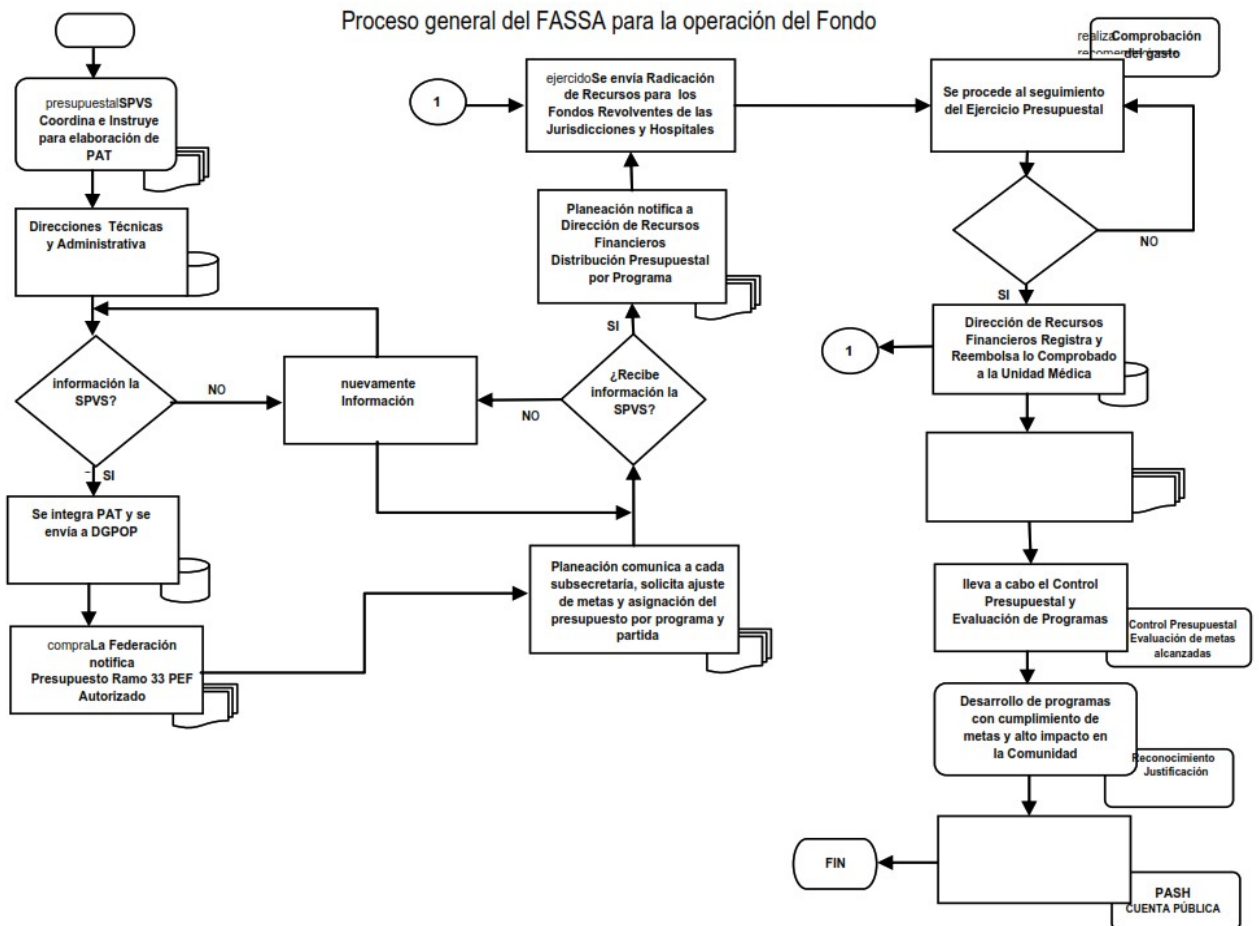 Proceso general del FASSA para la operación del Fondo
presupuestalSPVS
Coordina e Instruye
para elaboración de
PAT
Direcciones Técnicas
y Administrativa
información la
SPVS?
NO
SI
Se integra PAT y se
envía a DGPOP
compraLa Federación
notifica
Presupuesto Ramo 33 PEF
Autorizado
nuevamente
Información
1
ejercidoSe envía Radicación
de Recursos para los
Fondos Revolventes de las
Jurisdicciones y Hospitales
Planeación notifica a
Dirección de Recursos
Financieros
Distribución Presupuestal
por Programa
SI
¿Recibe
información la
SPVS?
NO
Planeación comunica a cada
subsecretaría, solicita ajuste
de metas y asignación del
presupuesto por programa y
partida
realizaComprobación
del gasto
Se procede al seguimiento
del Ejercicio Presupuestal
NO
SI
Dirección de Recursos
Financieros Registra y
Reembolsa lo Comprobado
a la Unidad Médica
1
lleva a cabo el Control
Presupuestal y
Evaluación de Programas
Control Presupuestal
Evaluación de metas
alcanzadas
Desarrollo de programas
con cumplimiento de
metas y alto impacto en
la Comunidad
Reconocimiento
Justificación
FIN
PASH
CUENTA PÚBLICA